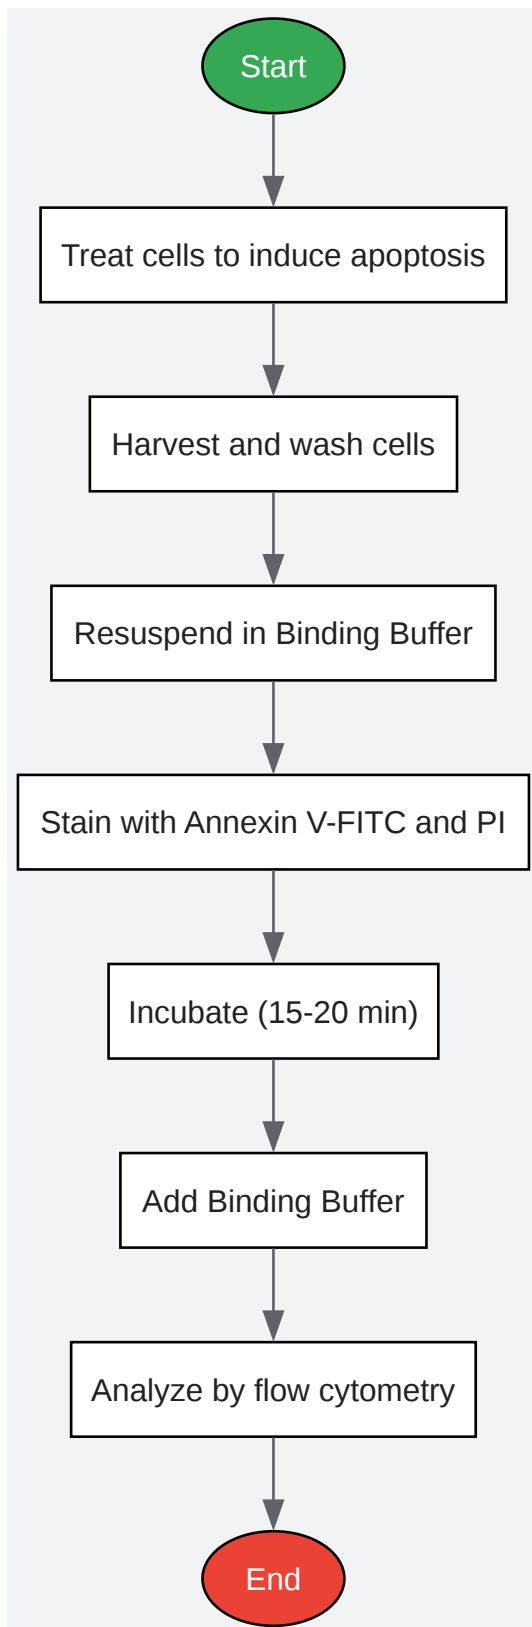 Start
Treat cells to induce apoptosis
Harvest and wash cells
Resuspend in Binding Buffer
Stain with Annexin V-FITC and PI
Incubate (15-20 min)
Add Binding Buffer
Analyze by flow cytometry
End